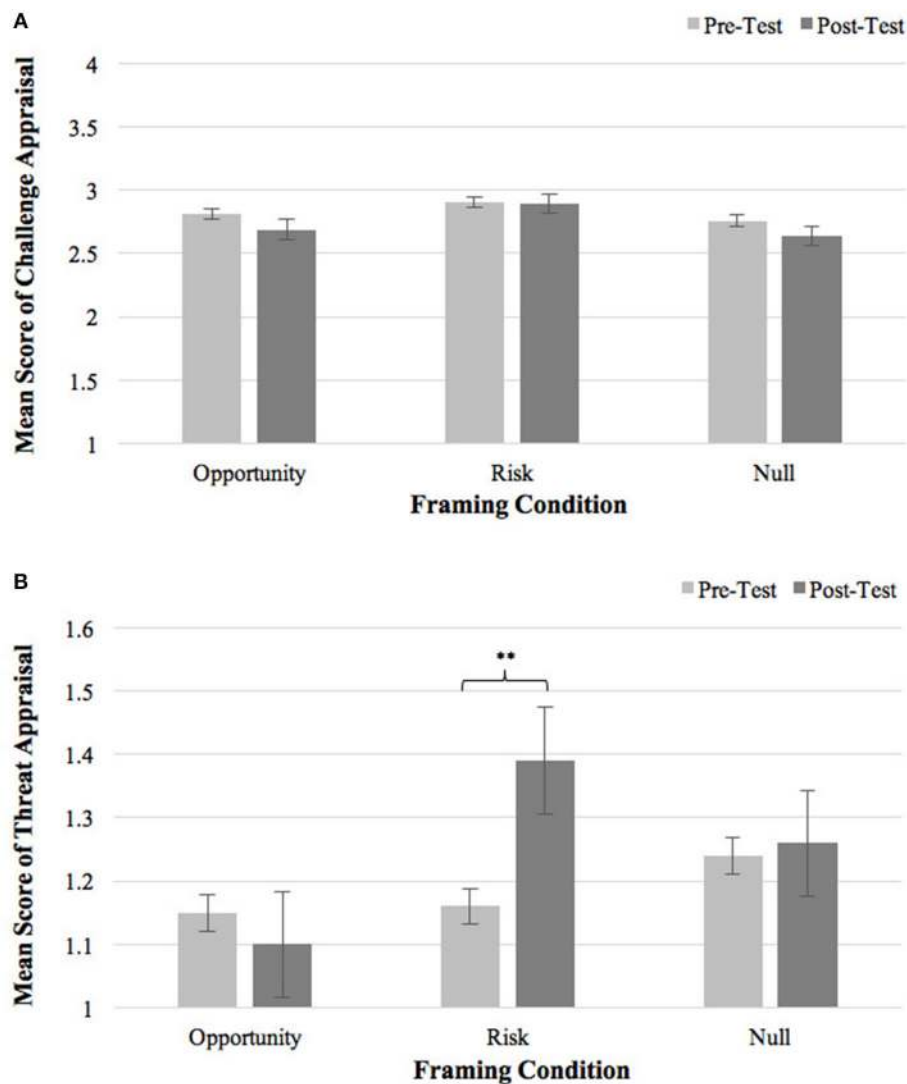 A
Pre-Test Post-Test
Mean Score of Challenge Appraisal
4
3.5
3
2.5
2
1.5
1
Opportunity Risk Null
Framing Condition
B
Pre-Test Post-Test
Mean Score of Threat Appraisal
1.6
1.5
1.4
1.3
1.2
1.1
1
**
Opportunity Risk Null
Framing Condition